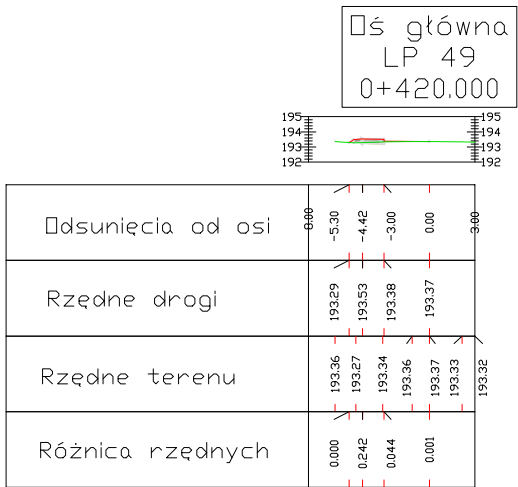 Oś główna
LP 49
0+420.000
195 195
194 194
193 193
192 192
Odsunięcia od osi 8.00 -5.30 -4.42 -3.00 0.00 3.00
Rzędne drogi 193.29 193.53 193.38 193.37
Rzędne terenu 193.36 193.27 193.34 193.36 193.37 193.33 193.32
Różnica rzędnych 0.000 0.242 0.044 0.001